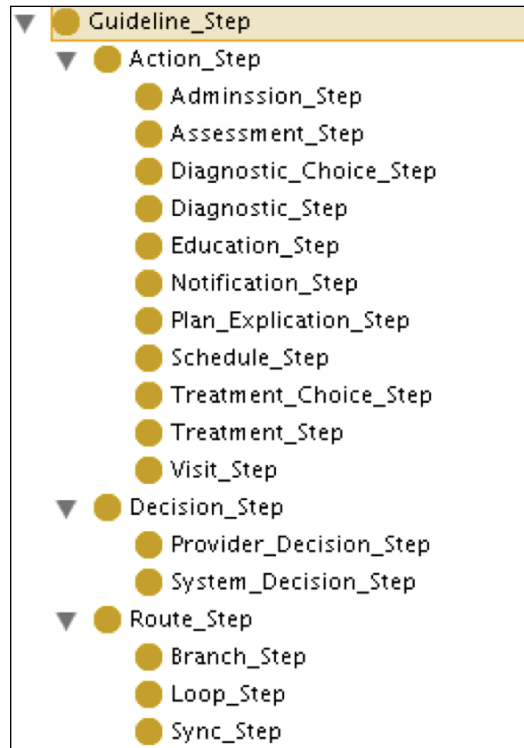 Guideline_Step
Action_Step
Adminssion_Step
Assessment_Step
Diagnostic_Choice_Step
Diagnostic_Step
Education_Step
Notification_Step
Plan_Explication_Step
Schedule_Step
Treatment_Choice_Step
Treatment_Step
Visit_Step
Decision_Step
Provider_Decision_Step
System_Decision_Step
Route_Step
Branch_Step
Loop_Step
Sync_Step